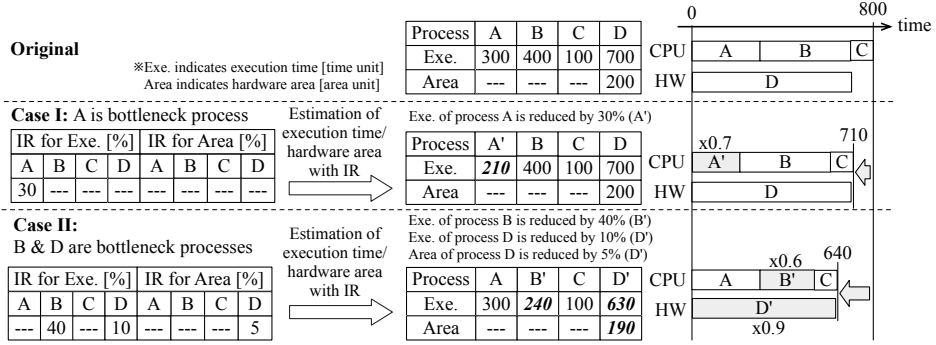 0 800
time
Original
※Exe. indicates execution time [time unit]
Area indicates hardware area [area unit]
Process A B C D
Exe. 300 400 100 700
Area --- --- --- 200
CPU A B C
HW D
Case I: A is bottleneck process
IR for Exe. [%] IR for Area [%]
A B C D A B C D
30 --- --- --- --- --- --- ---
Estimation of
execution time/
hardware area
with IR
Exe. of process A is reduced by 30% (A')
Process A' B C D
Exe. 210 400 100 700
Area --- --- --- 200
x0.7 710
CPU A' B C
HW D
Case II:
B & D are bottleneck processes
IR for Exe. [%] IR for Area [%]
A B C D A B C D
--- 40 --- 10 --- --- --- 5
Estimation of
execution time/
hardware area
with IR
Exe. of process B is reduced by 40% (B')
Exe. of process D is reduced by 10% (D')
Area of process D is reduced by 5% (D')
Process A B' C D'
Exe. 300 240 100 630
Area --- --- --- 190
x0.6 640
CPU A B' C
HW D'
x0.9